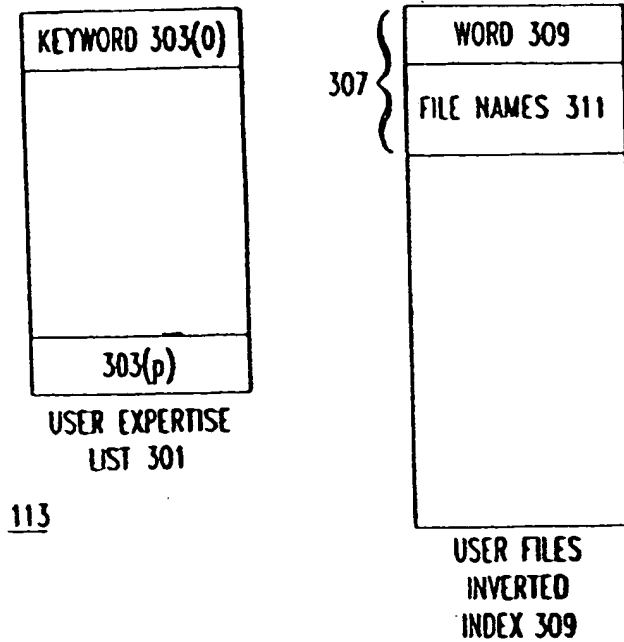 KEYWORD 303(0)
303(p)
USER EXPERTISE
LIST 301
113
307
WORD 309
FILE NAMES 311
USER FILES
INVERTED
INDEX 309